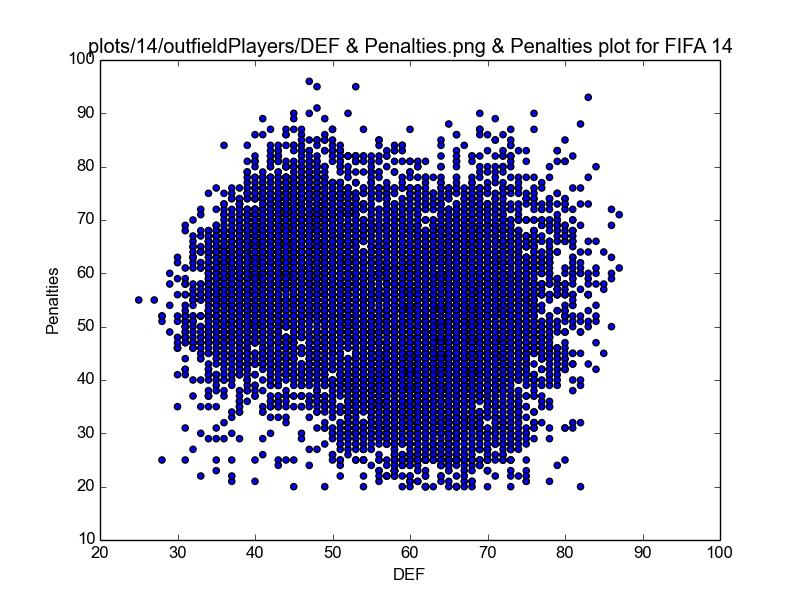 plots/14/outfieldPlayers/DEF & Penalties.png & Penalties plot for FIFA 14
100
90
80
70
60
50
40
30
20
10
Penalties
20 30 40 50 60 70 80 90 100
DEF